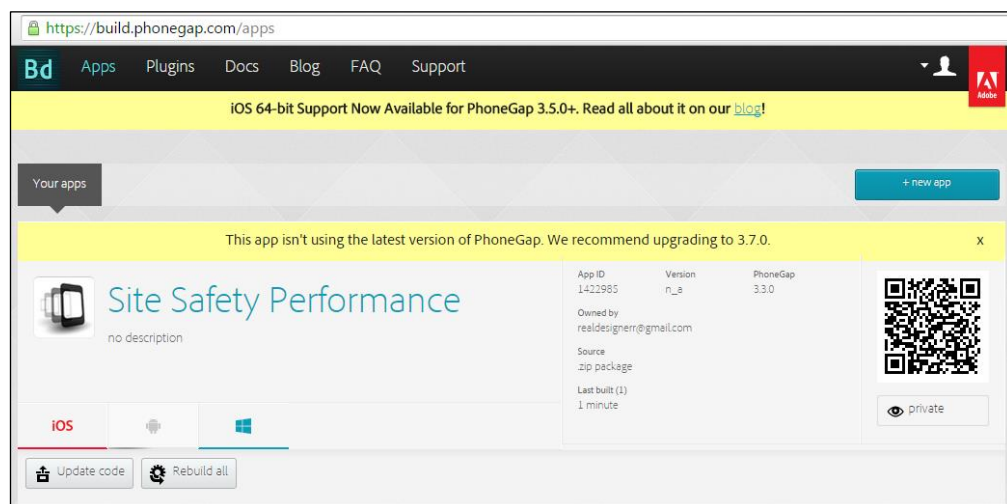 https://build.phonegap.com/apps
Bd Apps Plugins Docs Blog FAQ Support
Adobe
iOS 64-bit Support Now Available for PhoneGap 3.5.0+. Read all about it on our blog!
Your apps
+ new app
This app isn't using the latest version of PhoneGap. We recommend upgrading to 3.7.0. x
Site Safety Performance
no description
App ID Version PhoneGap
1422985 n_a 3.3.0
Owned by
realdesignerr@gmail.com
Source
.zip package
Last built (1)
1 minute
private
iOS
Update code Rebuild all